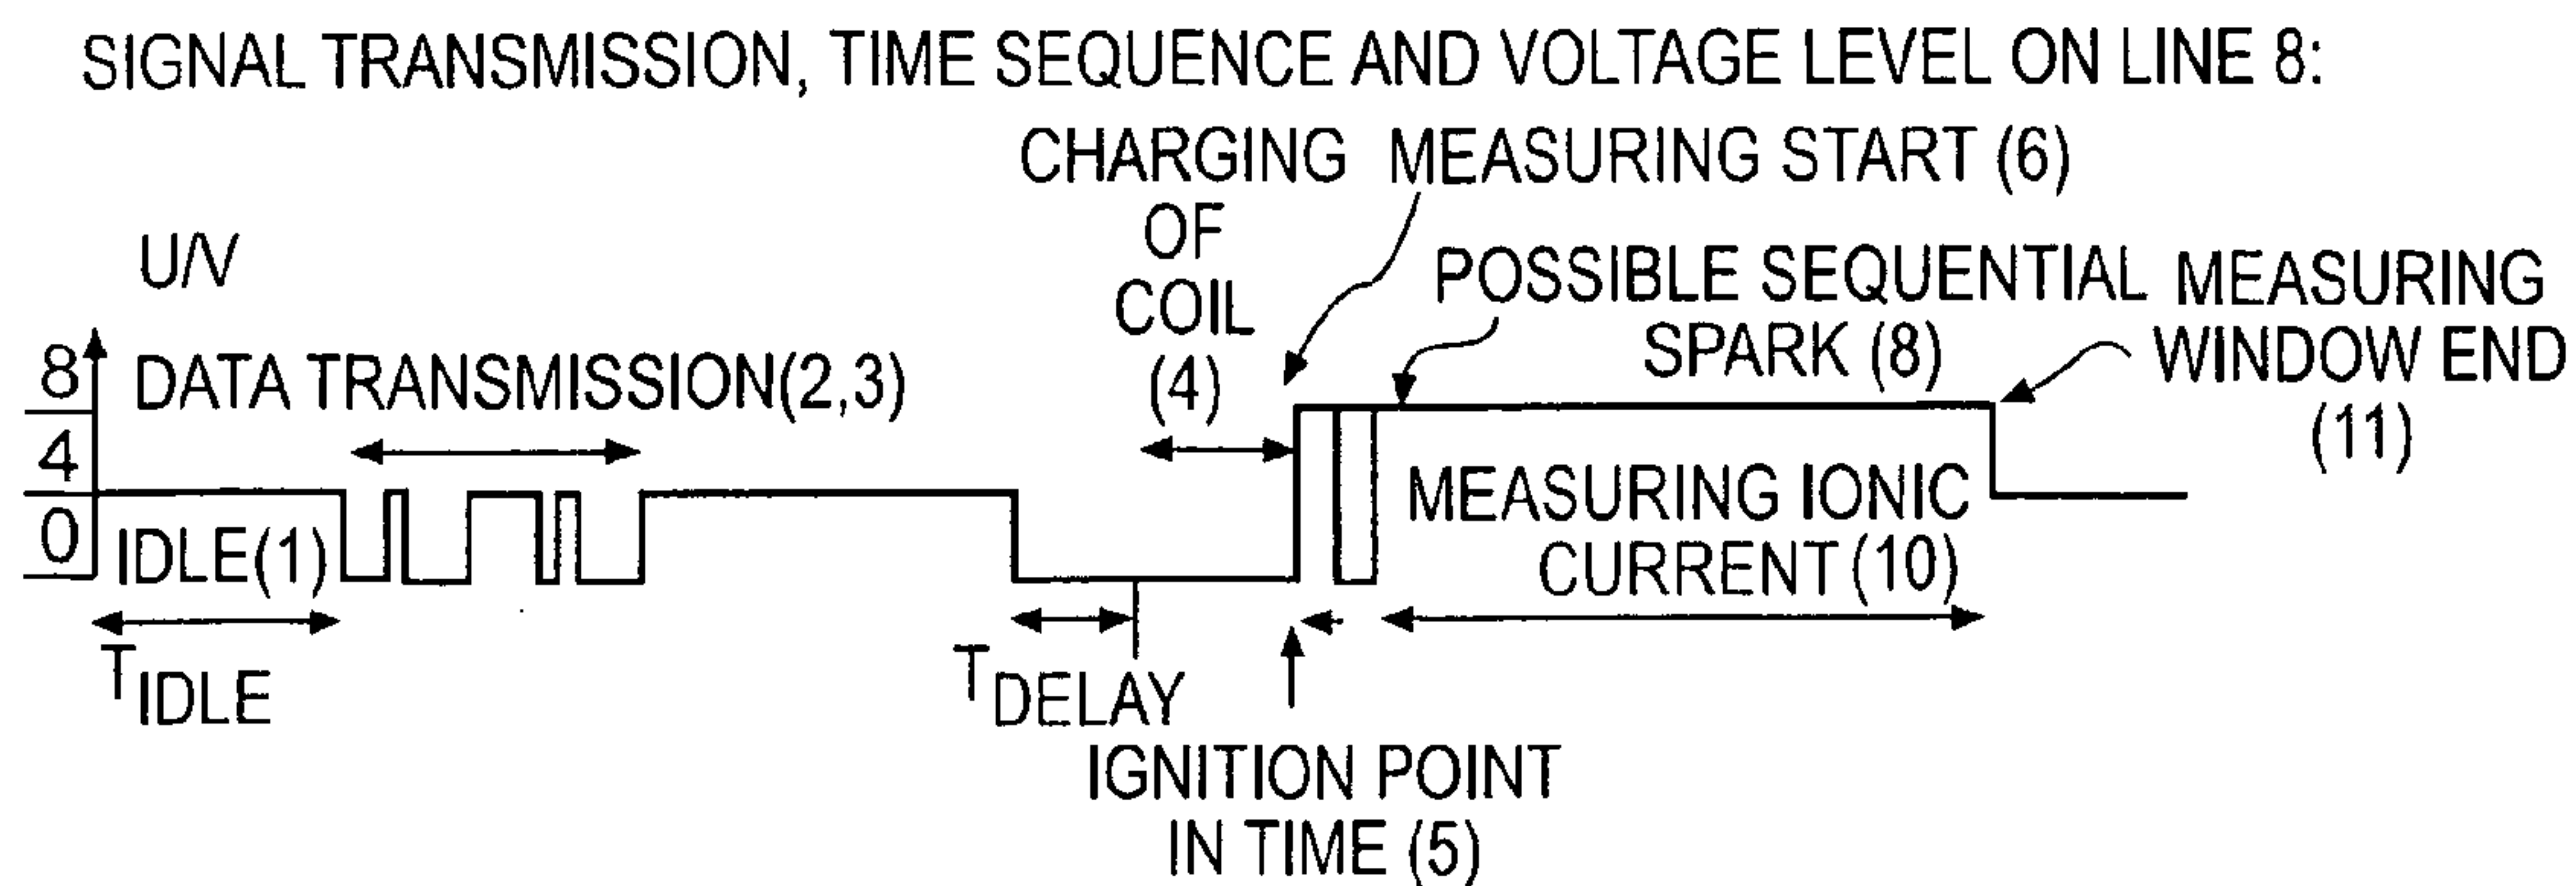 SIGNAL TRANSMISSION, TIME SEQUENCE AND VOLTAGE LEVEL ON LINE 8:
CHARGING
OF
COIL
(4)
MEASURING START (6)
POSSIBLE SEQUENTIAL
SPARK (8)
MEASURING
WINDOW END
(11)
U/V
8
4
0
DATA TRANSMISSION(2,3)
IDLE(1)
MEASURING IONIC
CURRENT(10)
TIDLE
TDELAY
IGNITION POINT
IN TIME (5)